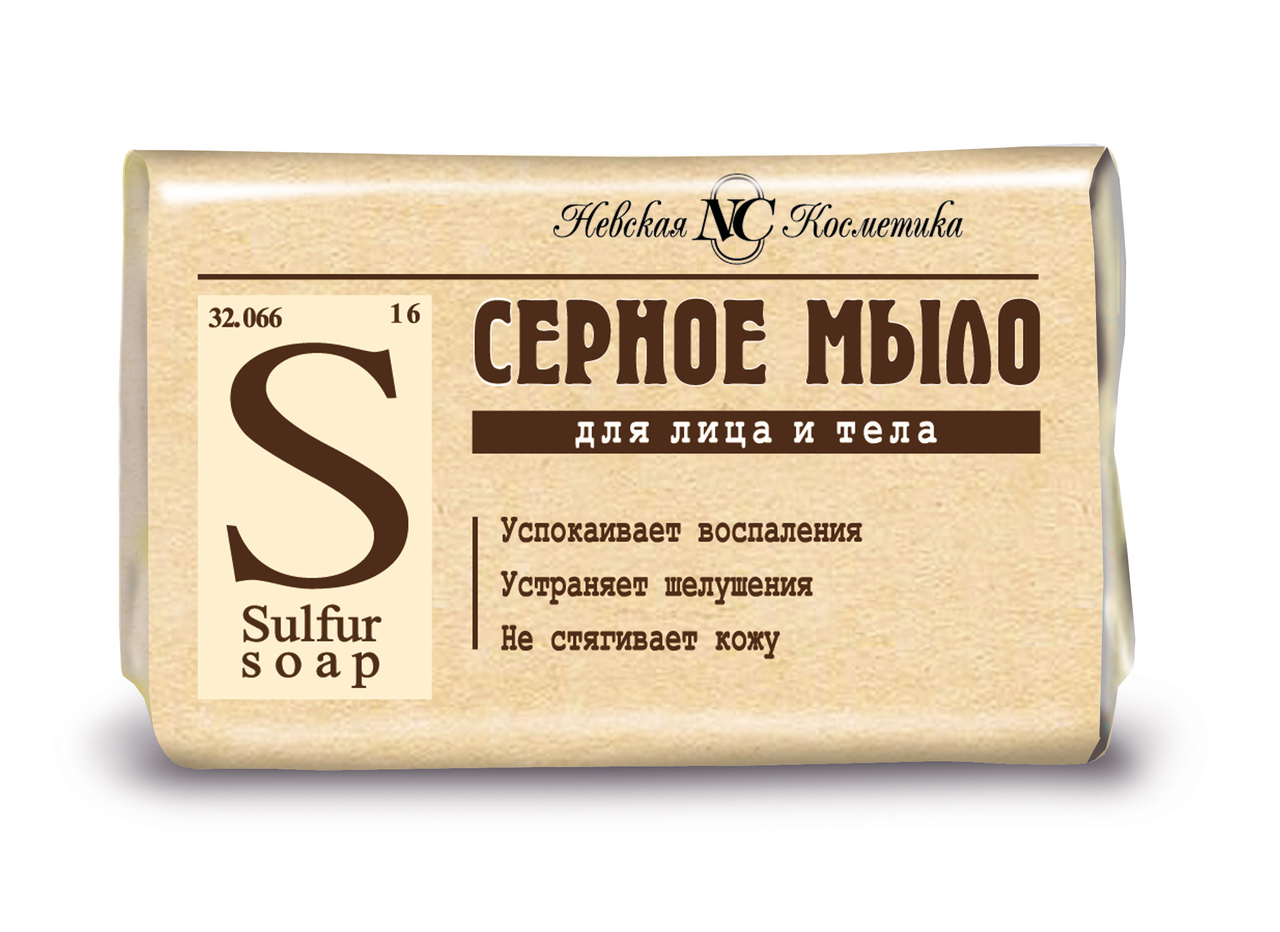 Невская NC Косметика
32.066 16
S
Sulfur
soap
СЕРНОЕ МЫЛО
для лица и тела
Успокаивает воспаления
Устраняет шелушения
Не стягивает кожу